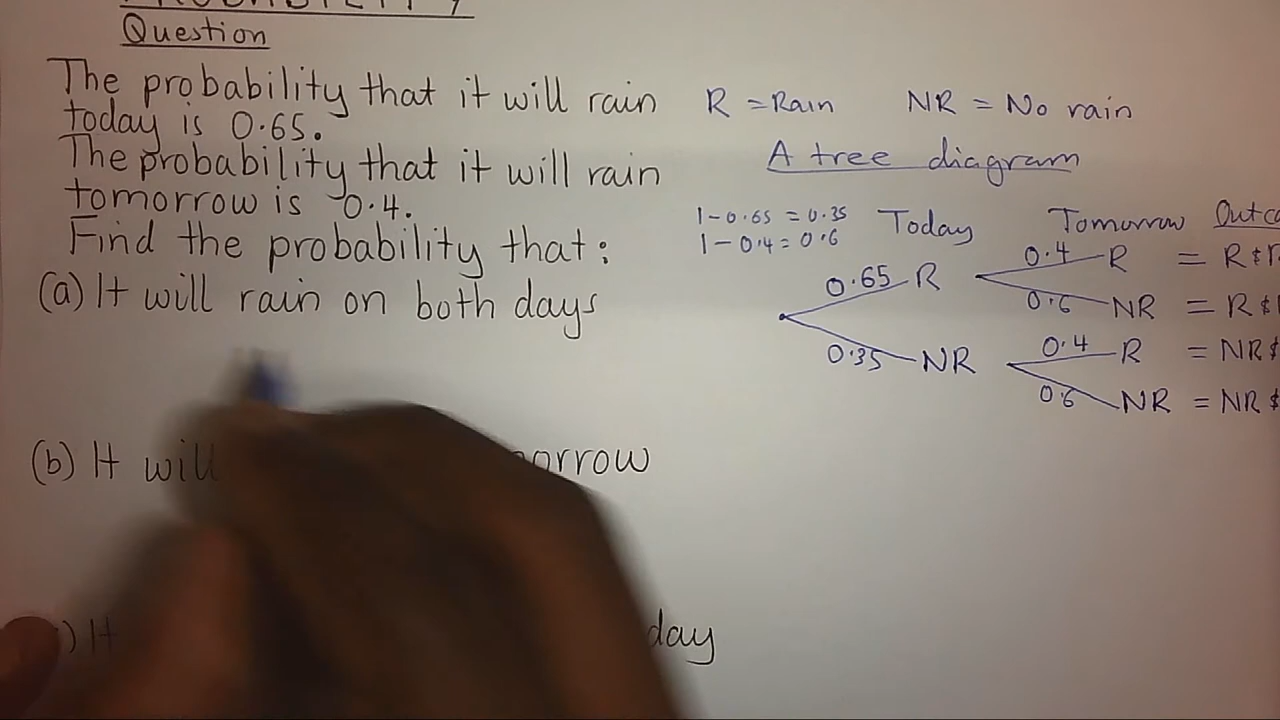 Question
The probability that it will rain
today is 0.65.
The probability that it will rain
tomorrow is 0.4.
Find the probability that:
(a) It will rain on both days
(b) It will
(c) It day
R = Rain NR = No rain
A tree diagram
1-0.65 = 0.35
1-0.4 = 0.6
Today Tomorrow
0.65 R
0.35 NR
0.4 R = R &
0.6 NR = R &
0.4 R = NR &
0.6 NR = NR &